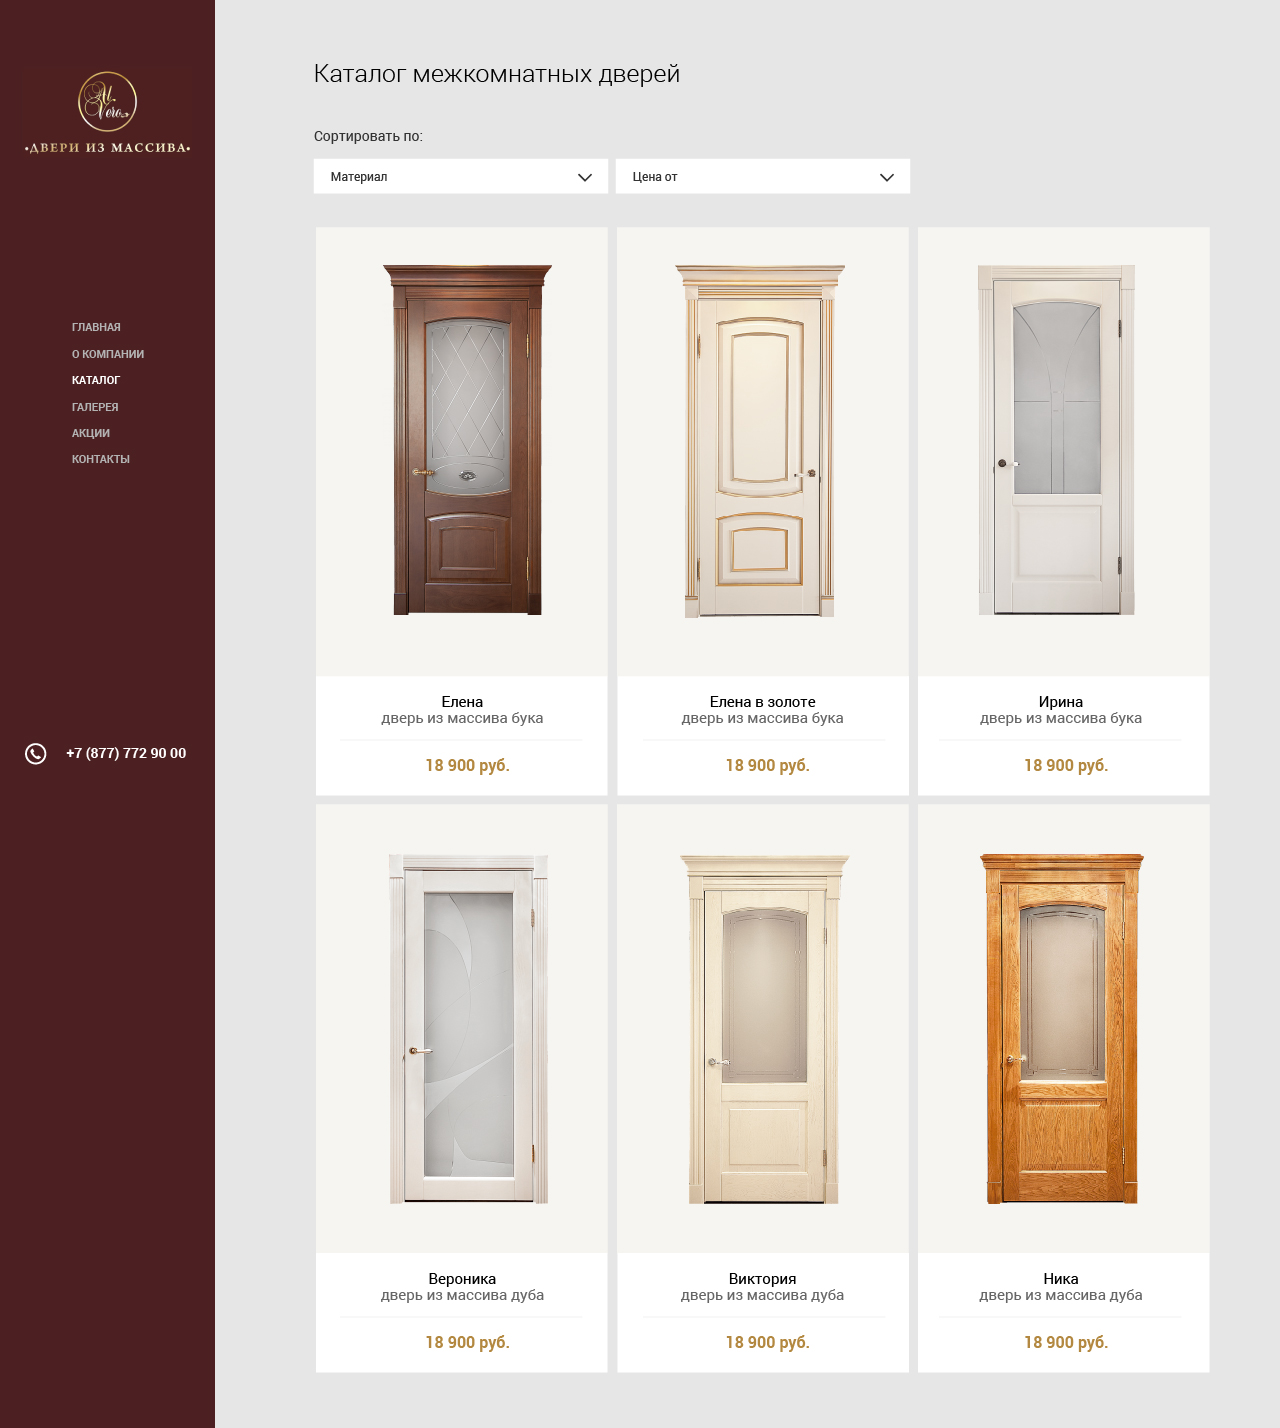 Al
Vero
•ДВЕРИ ИЗ МАССИВА•
ГЛАВНАЯ
О КОМПАНИИ
КАТАЛОГ
ГАЛЕРЕЯ
АКЦИИ
КОНТАКТЫ
+7 (877) 772 90 00
Каталог межкомнатных дверей
Сортировать по:
Материал
Цена от
Елена
дверь из массива бука
18 900 руб.
Елена в золоте
дверь из массива бука
18 900 руб.
Ирина
дверь из массива бука
18 900 руб.
Вероника
дверь из массива дуба
18 900 руб.
Виктория
дверь из массива дуба
18 900 руб.
Ника
дверь из массива дуба
18 900 руб.